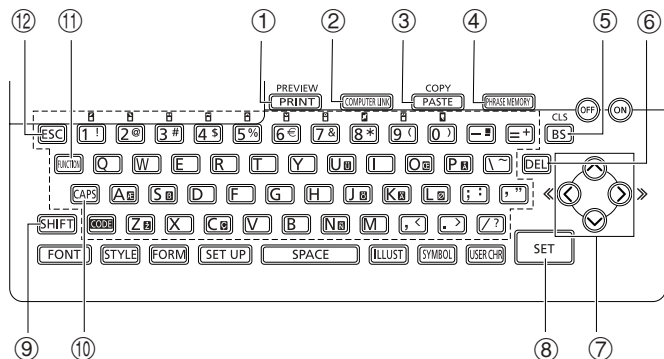 ⑫ ⑪ ① ② ③ ④ ⑤ ⑥
PREVIEW COPY
PRINT COMPUTER LINK PASTE PHRASE MEMORY OFF ON
CLS
ESC 1 ! 2 @ 3 # 4 $ 5 % 6 € 7 & 8 * 9 ( 0 ) - = + BS
FUNCTION Q W E R T Y U I O P \ ~ DEL
CAPS A S D F G H J K L ; : , " « »
SHIFT CODE Z X C V B N M , < . > / ?
FONT STYLE FORM SET UP SPACE ILLUST SYMBOL USER CHR SET
⑨ ⑩ ⑧ ⑦